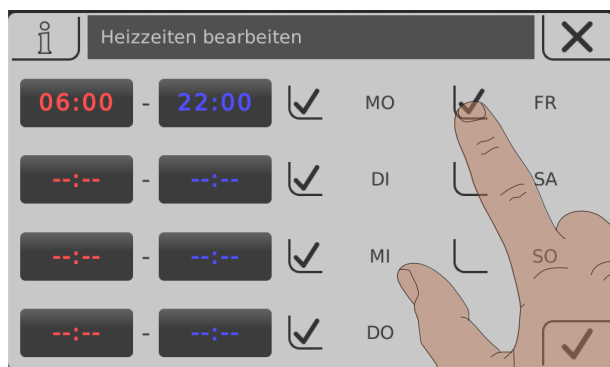 Heizzeiten bearbeiten
06:00 - 22:00 MO FR
--:-- - --:-- DI SA
--:-- - --:-- MI SO
--:-- - --:-- DO